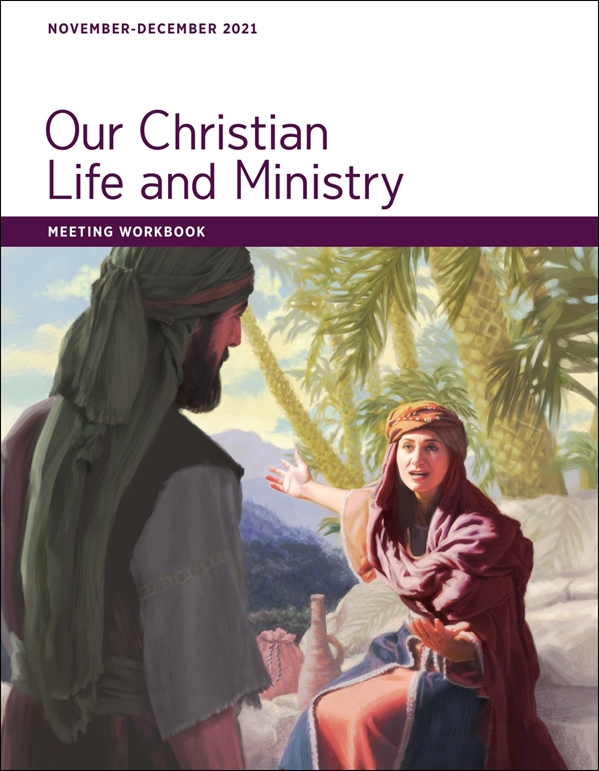 NOVEMBER-DECEMBER 2021
Our Christian
Life and Ministry
MEETING WORKBOOK